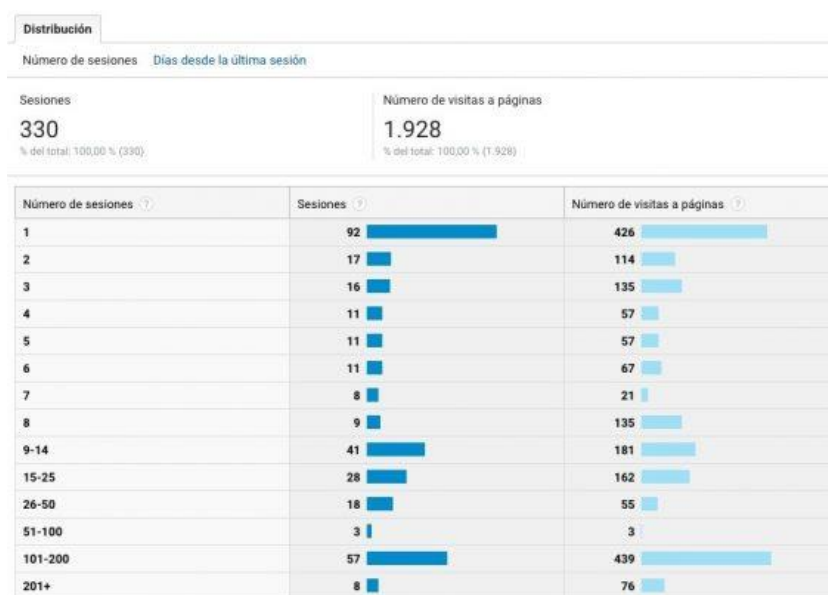 Distribución
Número de sesiones Días desde la última sesión
Sesiones Número de visitas a páginas
330 1.928
% del total: 100,00 % (330) % del total: 100,00 % (1.928)
Número de sesiones ? Sesiones ? Número de visitas a páginas ?
1 92 426
2 17 114
3 16 135
4 11 57
5 11 57
6 11 67
7 8 21
8 9 135
9-14 41 181
15-25 28 162
26-50 18 55
51-100 3 3
101-200 57 439
201+ 8 76